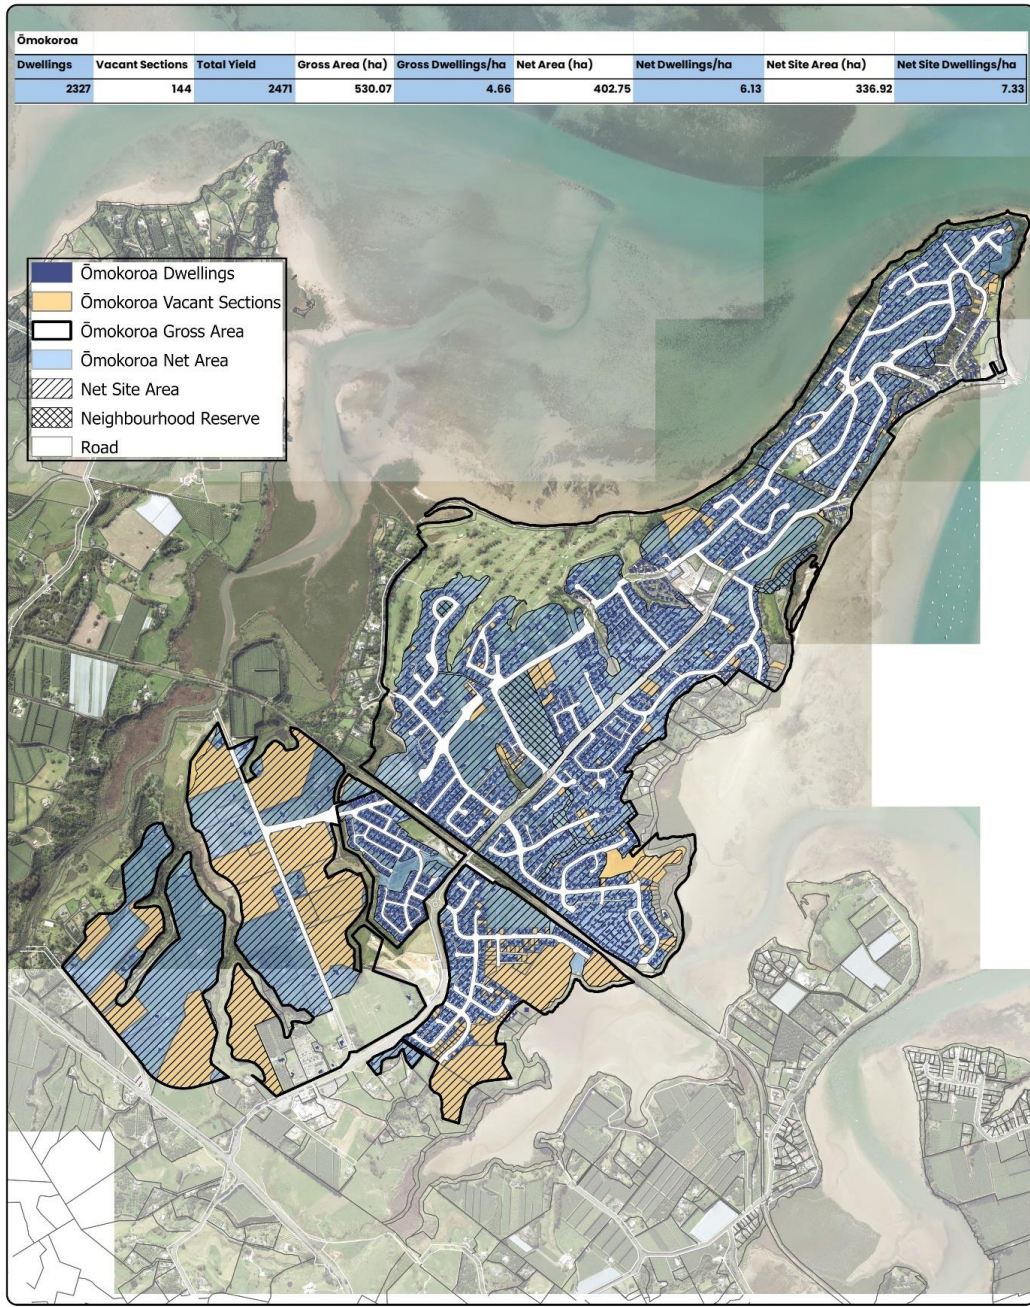 Ōmokoroa
Dwellings Vacant Sections Total Yield Gross Area (ha) Gross Dwellings/ha Net Area (ha) Net Dwellings/ha Net Site Area (ha) Net Site Dwellings/ha
2327 144 2471 530.07 4.66 402.75 6.13 336.92 7.33
Ōmokoroa Dwellings
Ōmokoroa Vacant Sections
Ōmokoroa Gross Area
Ōmokoroa Net Area
Net Site Area
Neighbourhood Reserve
Road